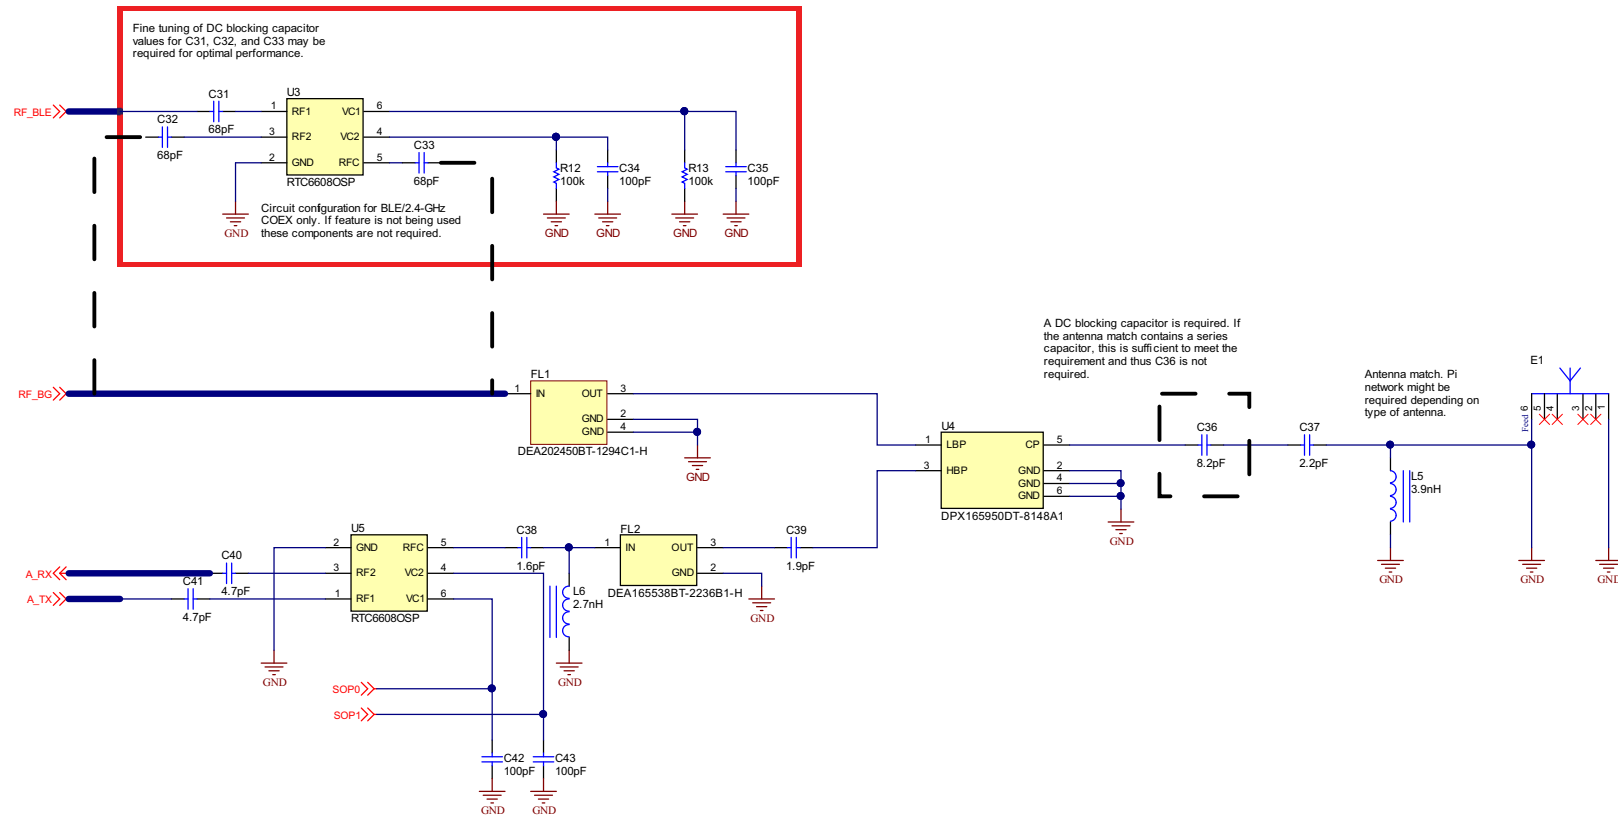 Fine tuning of DC blocking capacitor
values for C31, C32, and C33 may be
required for optimal performance.
RF_BLE
C31
68pF
C32
68pF
U3
1 RF1 VC1 6
3 RF2 VC2 4
2 GND RFC 5
RTC6608OSP
C33
68pF
R12
100k
C34
100pF
R13
100k
C35
100pF
GND
Circuit configuration for BLE/2.4-GHz
COEX only. If feature is not being used
these components are not required.
GND
GND
GND
GND
A DC blocking capacitor is required. If
the antenna match contains a series
capacitor, this is sufficient to meet the
requirement and thus C36 is not
required.
Antenna match. Pi
network might be
required depending on
type of antenna.
E1
Feed 6 5 4 3 2 1
RF_BG
FL1
1 IN OUT 3
GND 2
GND 4
DEA202450BT-1294C1-H
GND
U4
1 LBP CP 5
3 HBP GND 2
GND 4
GND 6
DPX165950DT-8148A1
GND
C36
8.2pF
C37
2.2pF
L5
3.9nH
GND
GND
GND
U5
2 GND RFC 5
3 RF2 VC2 4
1 RF1 VC1 6
RTC6608OSP
A_RX
C40
4.7pF
A_TX
C41
4.7pF
C38
1.6pF
L6
2.7nH
FL2
1 IN OUT 3
GND 2
DEA165538BT-2236B1-H
C39
1.9pF
GND
GND
GND
SOP0
SOP1
C42
100pF
C43
100pF
GND
GND